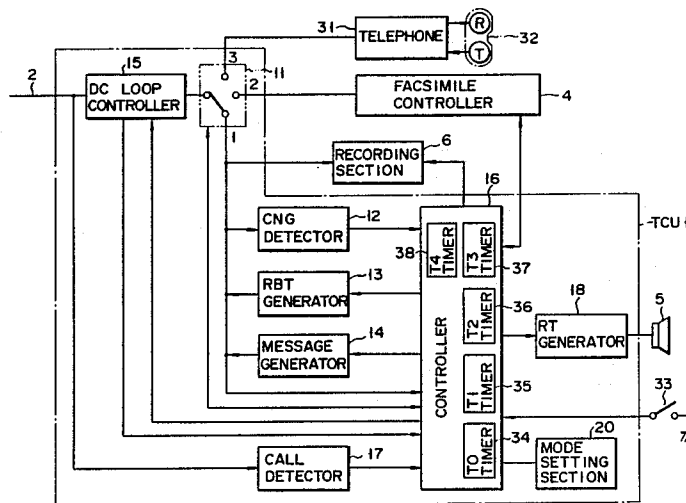 31
TELEPHONE
R
T
32
15
DC LOOP
CONTROLLER
2
3
11
2
1
FACSIMILE
CONTROLLER
4
6
RECORDING
SECTION
16
CNG
DETECTOR
12
38
T4
TIMER
T3
TIMER
37
TCU
RBT
GENERATOR
13
T2
TIMER
36
18
RT
GENERATOR
5
MESSAGE
GENERATOR
14
CONTROLLER
T1
TIMER
35
33
7
T0
TIMER
34
20
MODE
SETTING
SECTION
CALL
DETECTOR
17